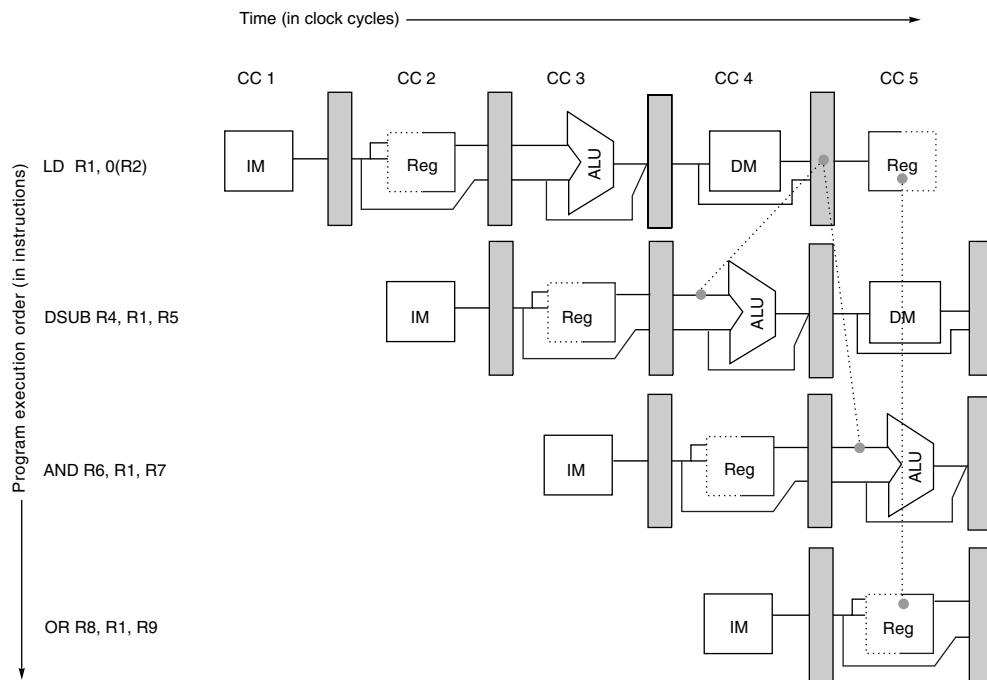 Time (in clock cycles)
CC 1 CC 2 CC 3 CC 4 CC 5
Program execution order (in instructions)
LD R1, 0(R2) IM Reg ALU DM Reg
DSUB R4, R1, R5 IM Reg ALU DM
AND R6, R1, R7 IM Reg ALU
OR R8, R1, R9 IM Reg